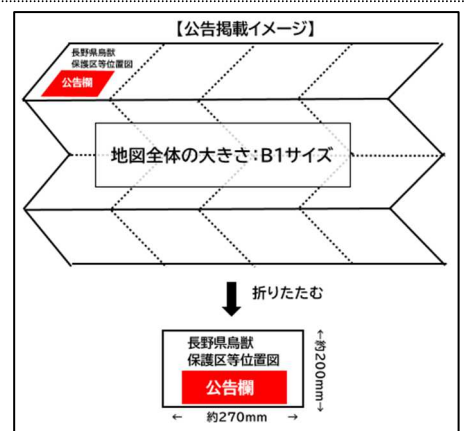 【公告掲載イメージ】
長野県鳥獣
保護区等位置図
公告欄
地図全体の大きさ:B1サイズ
折りたたむ
長野県鳥獣
保護区等位置図
公告欄
←約200mm→
← 約270mm →